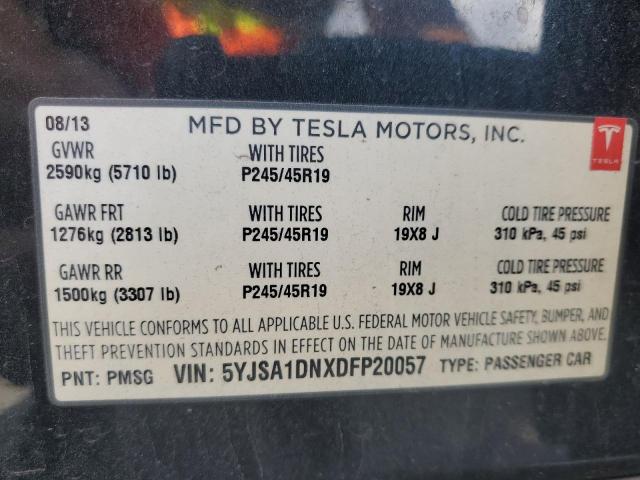 08/13 MFD BY TESLA MOTORS, INC.
TESLA
GVWR WITH TIRES
2590kg (5710 lb) P245/45R19
GAWR FRT WITH TIRES RIM COLD TIRE PRESSURE
1276kg (2813 lb) P245/45R19 19X8 J 310 kPa, 45 psi
GAWR RR WITH TIRES RIM COLD TIRE PRESSURE
1500kg (3307 lb) P245/45R19 19X8 J 310 kPa, 45 psi
THIS VEHICLE CONFORMS TO ALL APPLICABLE U.S. FEDERAL MOTOR VEHICLE SAFETY, BUMPER, AND
THEFT PREVENTION STANDARDS IN EFFECT ON THE DATE OF MANUFACTURE SHOWN ABOVE.
PNT: PMSG VIN: 5YJSA1DNXDFP20057 TYPE: PASSENGER CAR